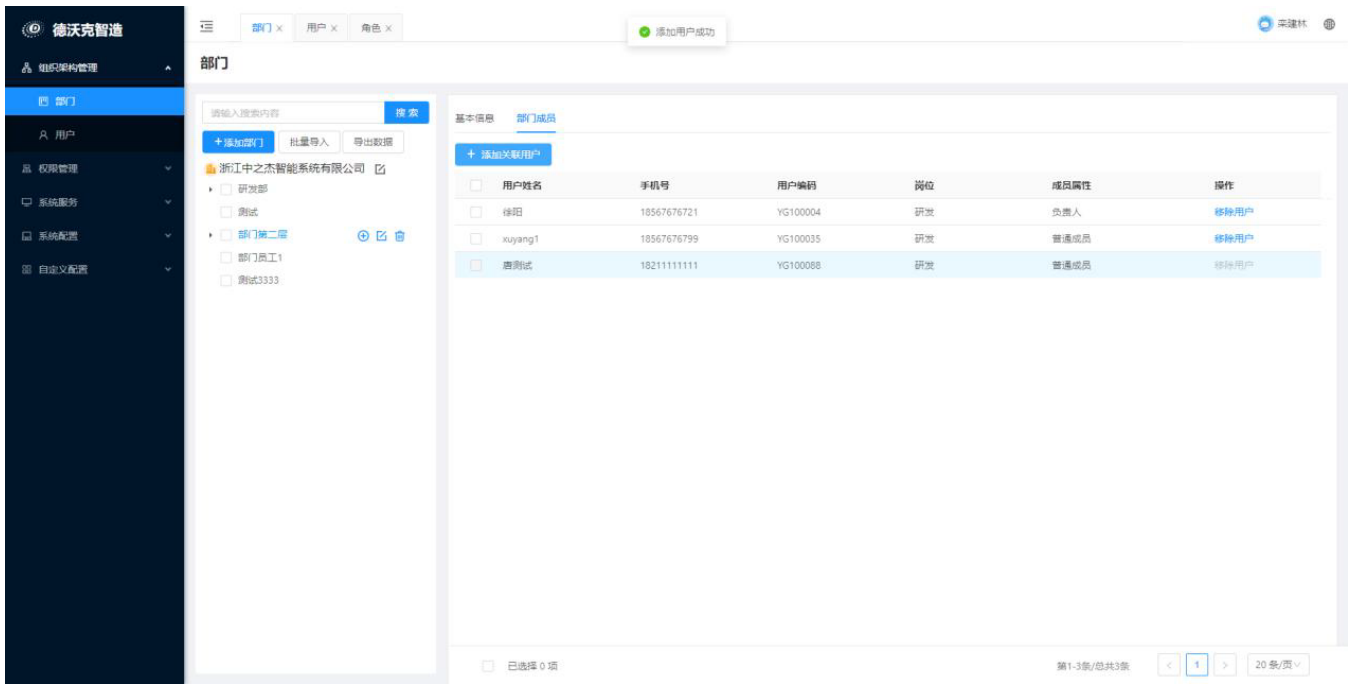 德沃克智造
部门 × 用户 × 角色 ×
添加用户成功
栾建林
组织架构管理
部门
用户
权限管理
系统服务
系统配置
自定义配置
部门
请输入搜索内容 搜 索
+添加部门 批量导入 导出数据
浙江中之杰智能系统有限公司
研发部
测试
部门第二层
部门员工1
测试3333
基本信息 部门成员
+ 添加关联用户
用户姓名 手机号 用户编码 岗位 成员属性 操作
徐阳 18567676721 YG100004 研发 负责人 移除用户
xuyang1 18567676799 YG100035 研发 普通成员 移除用户
唐测试 18211111111 YG100088 研发 普通成员 移除用户
已选择 0 项
第1-3条/总共3条 < 1 > 20 条/页